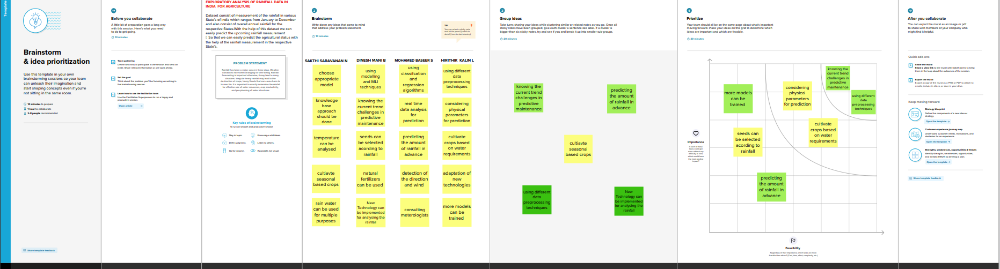 Template
Brainstorm
& idea prioritization
Use this template in your own
brainstorming sessions so your team
can unleash their imagination and
start shaping concepts even if you're
not sitting in the same room.
10 minutes to prepare
1 hour to collaborate
2-8 people recommended
Share template feedback
Before you collaborate
A little bit of preparation goes a long way
with this session. Here's what you need
to do to get going.
10 minutes
Team gathering
Define who should participate in the session and send an
invite. Share relevant information or pre-work ahead.
Set the goal
Think about the problem you'll be focusing on solving in
the brainstorming session.
Learn how to use the facilitation tools
Use the Facilitation Superpowers to run a happy and
productive session.
Open article
EXPLORATORY ANALYSIS OF RAINFALL DATA IN
INDIA FOR AGRICULTURE
Dataset consist of measurement of the rainfall in various
State's of India which ranges from January to December
and also consist of overall annual rainfall for the
respective States.With the help of this dataset we can
easily predict the upcoming rainfall measurement
So that we can easily predict the agricultural status with
the help of the rainfall measurement in the respective
State's.
PROBLEM STATEMENT
Rainfall has been a major concern these days. Weather
conditions have been changing for time being. Rainfall
forecasting is important otherwise, it may lead to many
disasters. Irregular heavy rainfall may lead to the
destruction of crops, heavy floods that can cause harm to
human life. It is important to exactly determine the rainfall
for effective use of water resources, crop productivity,
and pre-planning of water structures
Key rules of brainstorming
To run an smooth and productive session
Stay in topic.
Encourage wild ideas.
Defer judgment.
Listen to others.
Go for volume.
If possible, be visual.
2
Brainstorm
Write down any ideas that come to mind
that address your problem statement.
10 minutes
TIP
You can select a sticky note
and hit the pencil [switch to
sketch] icon to start drawing!
SAKTHI SARAVANAN N
DINESH MANI B
MOHAMED BASEER S
HIRITHIK KALIN L
choose
appropriate
model
using
modelling
and MLI
techniques
using
classifcation
and
regression
algorithms
using different
data
preprocessing
techniques
knowledge
base
approach
should be
done
knowing the
current trend
challenges in
predictive
maintenance
real time
data analysis
for
prediction
considering
physical
parameters
for prediction
temperature
can be
analysed
seeds can
be selected
acording to
rainfall
predicting
the amount
of rainfall in
advance
cultivate
crops based
on water
requirements
cultiavte
seasonal
based crops
natural
fertilizers
can be used
detection of
the direction
and wind
adaptation of
new
technologies
rain water
can be used
for multiple
purposes
New
Technology can
be implemented
for analysing the
rainfall
consulting
meterologists
more models
can be
trained
3
Group ideas
Take turns sharing your ideas while clustering similar or related notes as you go. Once all
sticky notes have been grouped, give each cluster a sentence-like label. If a cluster is
bigger than six sticky notes, try and see if you and break it up into smaller sub-groups.
20 minutes
knowing the
current trend
challenges in
predictive
maintenance
predicting
the amount
of rainfall in
advance
cultiavte
seasonal
based crops
using different
data
preprocessing
techniques
New
Technology can
be implemented
for analysing the
rainfall
4
Prioritize
Your team should all be on the same page about what's important
moving forward. Place your ideas on this grid to determine which
ideas are important and which are feasible.
20 minutes
knowing the
current trend
challenges in
predictive
maintenance
more models
can be
trained
considering
physical
parameters
for prediction
using different
data
preprocessing
techniques
cultivate
crops based
on water
requirements
seeds can
be selected
acording to
rainfall
predicting
the amount
of rainfall in
advance
Importance
If each of these
tasks could get
done without any
difficulty or cost,
which would have
the most positive
impact?
Feasibility
Regardless of their importance, which tasks are more
feasible than others? (Cost, time, effort, complexity, etc.)
After you collaborate
You can export the mural as an image or pdf
to share with members of your company who
might find it helpful.
Quick add-ons
Share the mural
Share a view link to the mural with stakeholders to keep
them in the loop about the outcomes of the session.
Export the mural
Export a copy of the mural as a PNG or PDF to attach to
emails, include in slides, or save in your drive.
Keep moving forward
Strategy blueprint
Define the components of a new idea or
strategy.
Open the template
Customer experience journey map
Understand customer needs, motivations, and
obstacles for an experience.
Open the template
Strengths, weaknesses, opportunities & threats
Identify strengths, weaknesses, opportunities,
and threats (SWOT) to develop a plan.
Open the template
Share template feedback